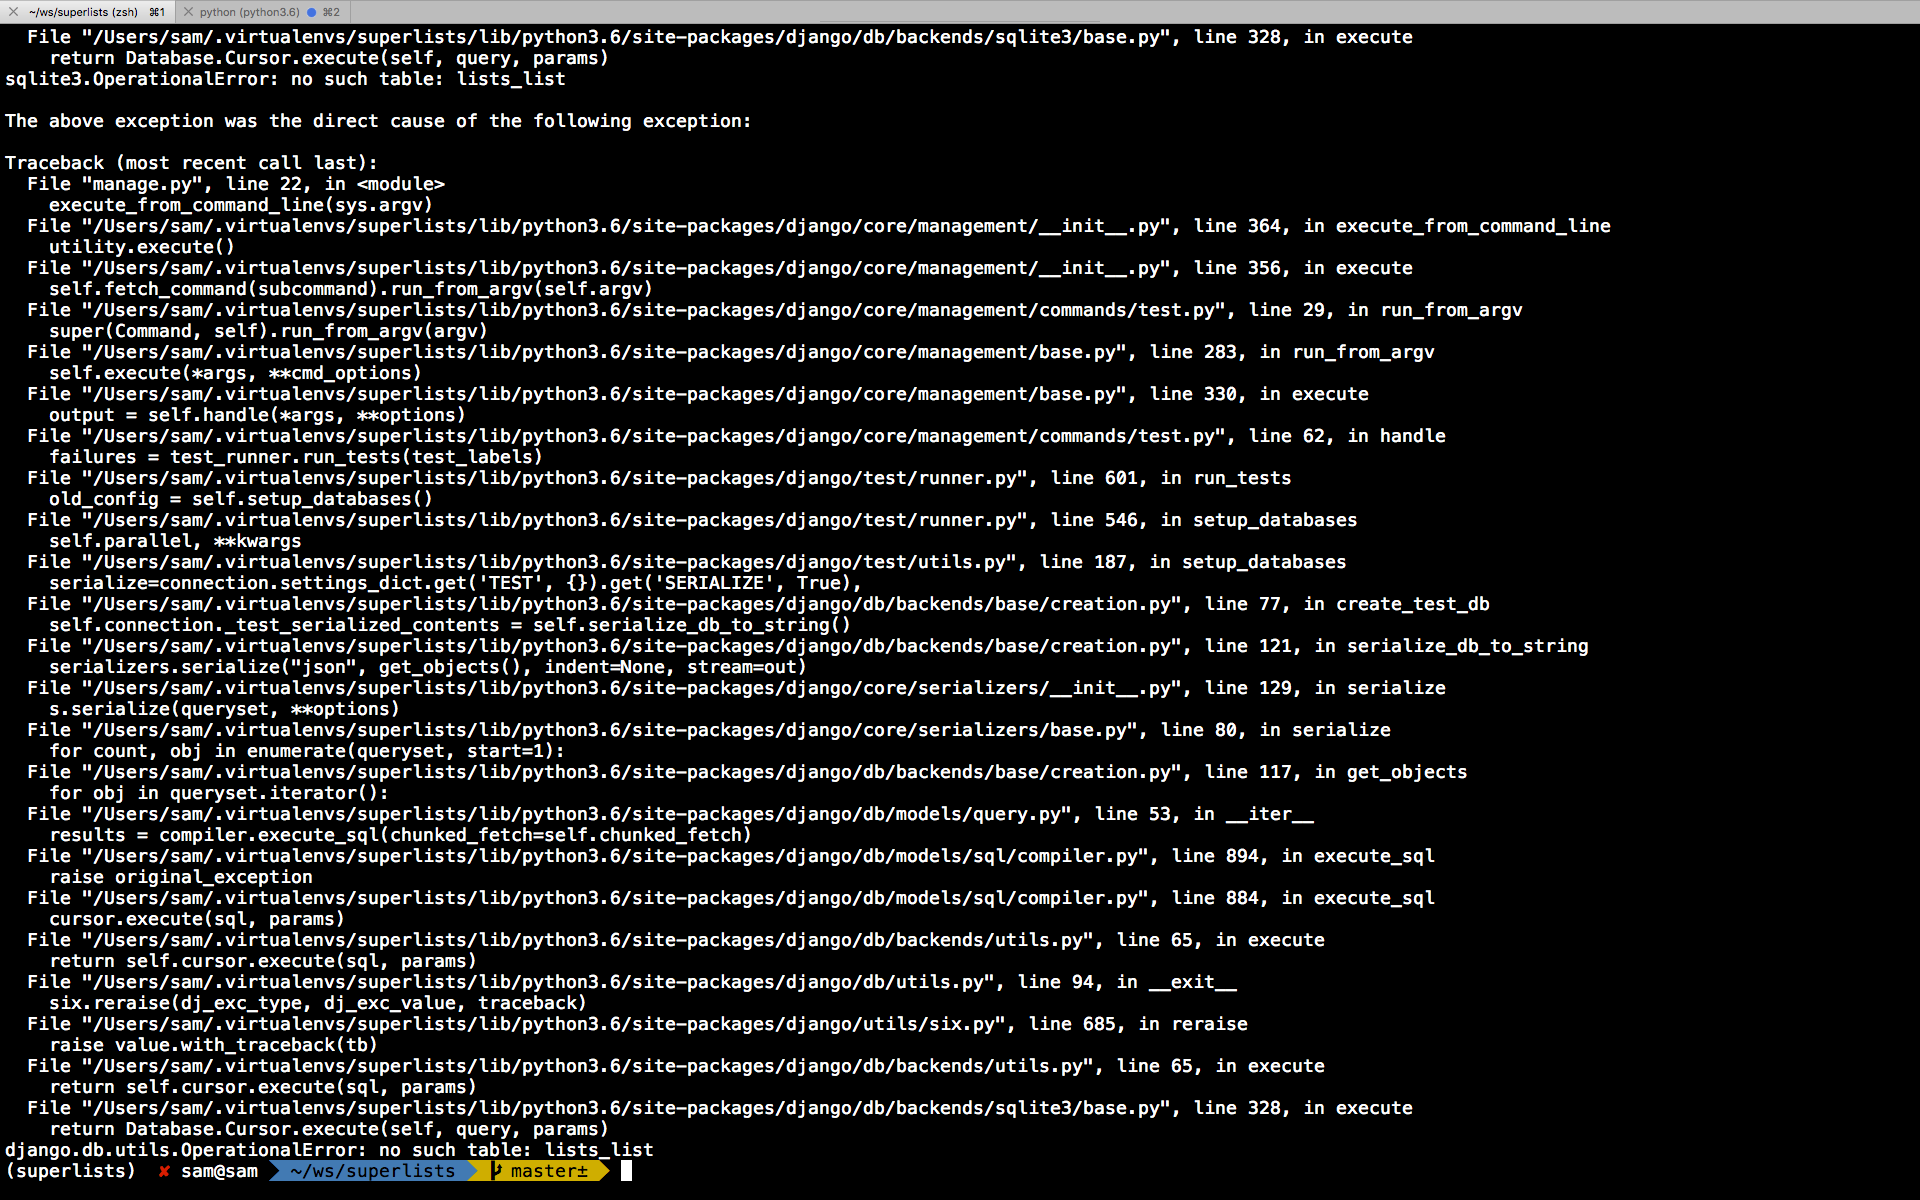 ~/ws/superlists (zsh) ⌘1 python (python3.6) ⌘2
File "/Users/sam/.virtualenvs/superlists/lib/python3.6/site-packages/django/db/backends/sqlite3/base.py", line 328, in execute
return Database.Cursor.execute(self, query, params)
sqlite3.OperationalError: no such table: lists_list
The above exception was the direct cause of the following exception:
Traceback (most recent call last):
File "manage.py", line 22, in <module>
execute_from_command_line(sys.argv)
File "/Users/sam/.virtualenvs/superlists/lib/python3.6/site-packages/django/core/management/__init__.py", line 364, in execute_from_command_line
utility.execute()
File "/Users/sam/.virtualenvs/superlists/lib/python3.6/site-packages/django/core/management/__init__.py", line 356, in execute
self.fetch_command(subcommand).run_from_argv(self.argv)
File "/Users/sam/.virtualenvs/superlists/lib/python3.6/site-packages/django/core/management/commands/test.py", line 29, in run_from_argv
super(Command, self).run_from_argv(argv)
File "/Users/sam/.virtualenvs/superlists/lib/python3.6/site-packages/django/core/management/base.py", line 283, in run_from_argv
self.execute(*args, **cmd_options)
File "/Users/sam/.virtualenvs/superlists/lib/python3.6/site-packages/django/core/management/base.py", line 330, in execute
output = self.handle(*args, **options)
File "/Users/sam/.virtualenvs/superlists/lib/python3.6/site-packages/django/core/management/commands/test.py", line 62, in handle
failures = test_runner.run_tests(test_labels)
File "/Users/sam/.virtualenvs/superlists/lib/python3.6/site-packages/django/test/runner.py", line 601, in run_tests
old_config = self.setup_databases()
File "/Users/sam/.virtualenvs/superlists/lib/python3.6/site-packages/django/test/runner.py", line 546, in setup_databases
self.parallel, **kwargs
File "/Users/sam/.virtualenvs/superlists/lib/python3.6/site-packages/django/test/utils.py", line 187, in setup_databases
serialize=connection.settings_dict.get('TEST', {}).get('SERIALIZE', True),
File "/Users/sam/.virtualenvs/superlists/lib/python3.6/site-packages/django/db/backends/base/creation.py", line 77, in create_test_db
self.connection._test_serialized_contents = self.serialize_db_to_string()
File "/Users/sam/.virtualenvs/superlists/lib/python3.6/site-packages/django/db/backends/base/creation.py", line 121, in serialize_db_to_string
serializers.serialize("json", get_objects(), indent=None, stream=out)
File "/Users/sam/.virtualenvs/superlists/lib/python3.6/site-packages/django/core/serializers/__init__.py", line 129, in serialize
s.serialize(queryset, **options)
File "/Users/sam/.virtualenvs/superlists/lib/python3.6/site-packages/django/core/serializers/base.py", line 80, in serialize
for count, obj in enumerate(queryset, start=1):
File "/Users/sam/.virtualenvs/superlists/lib/python3.6/site-packages/django/db/backends/base/creation.py", line 117, in get_objects
for obj in queryset.iterator():
File "/Users/sam/.virtualenvs/superlists/lib/python3.6/site-packages/django/db/models/query.py", line 53, in __iter__
results = compiler.execute_sql(chunked_fetch=self.chunked_fetch)
File "/Users/sam/.virtualenvs/superlists/lib/python3.6/site-packages/django/db/models/sql/compiler.py", line 894, in execute_sql
raise original_exception
File "/Users/sam/.virtualenvs/superlists/lib/python3.6/site-packages/django/db/models/sql/compiler.py", line 884, in execute_sql
cursor.execute(sql, params)
File "/Users/sam/.virtualenvs/superlists/lib/python3.6/site-packages/django/db/backends/utils.py", line 65, in execute
return self.cursor.execute(sql, params)
File "/Users/sam/.virtualenvs/superlists/lib/python3.6/site-packages/django/db/utils.py", line 94, in __exit__
six.reraise(dj_exc_type, dj_exc_value, traceback)
File "/Users/sam/.virtualenvs/superlists/lib/python3.6/site-packages/django/utils/six.py", line 685, in reraise
raise value.with_traceback(tb)
File "/Users/sam/.virtualenvs/superlists/lib/python3.6/site-packages/django/db/backends/utils.py", line 65, in execute
return self.cursor.execute(sql, params)
File "/Users/sam/.virtualenvs/superlists/lib/python3.6/site-packages/django/db/backends/sqlite3/base.py", line 328, in execute
return Database.Cursor.execute(self, query, params)
django.db.utils.OperationalError: no such table: lists_list
(superlists) ✘ sam@sam ~/ws/superlists master±